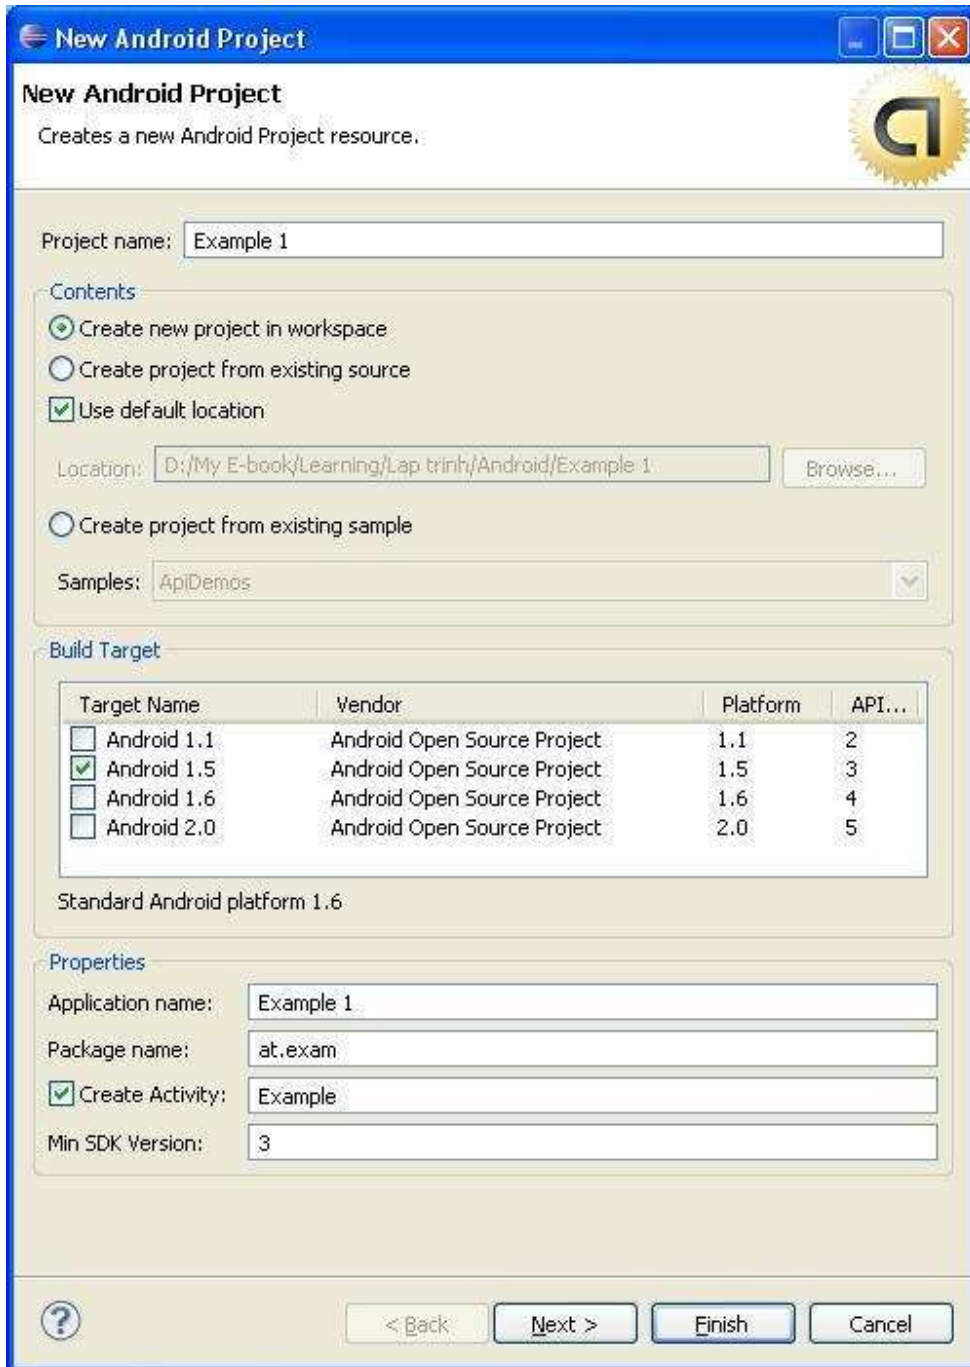 New Android Project
New Android Project
Creates a new Android Project resource.
Project name: Example 1
Contents
Create new project in workspace
Create project from existing source
Use default location
Location: D:/My E-book/Learning/Lap trinh/Android/Example 1 Browse...
Create project from existing sample
Samples: ApiDemos
Build Target
Target Name Vendor Platform API...
Android 1.1 Android Open Source Project 1.1 2
Android 1.5 Android Open Source Project 1.5 3
Android 1.6 Android Open Source Project 1.6 4
Android 2.0 Android Open Source Project 2.0 5
Standard Android platform 1.6
Properties
Application name: Example 1
Package name: at.exam
Create Activity: Example
Min SDK Version: 3
? < Back Next > Finish Cancel